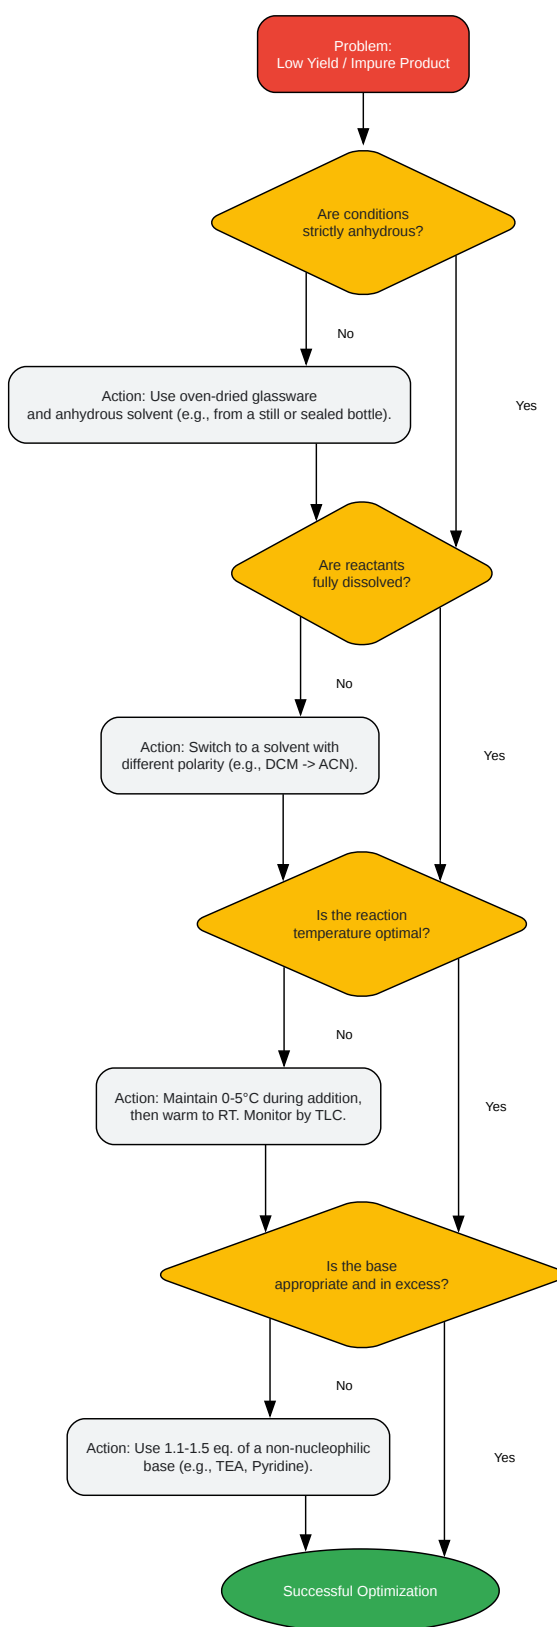 Problem:
Low Yield / Impure Product
Are conditions
strictly anhydrous?
No
Action: Use oven-dried glassware
and anhydrous solvent (e.g., from a still or sealed bottle).
Yes
Are reactants
fully dissolved?
No
Action: Switch to a solvent with
different polarity (e.g., DCM -> ACN).
Yes
Is the reaction
temperature optimal?
No
Action: Maintain 0-5°C during addition,
then warm to RT. Monitor by TLC.
Yes
Is the base
appropriate and in excess?
No
Action: Use 1.1-1.5 eq. of a non-nucleophilic
base (e.g., TEA, Pyridine).
Yes
Successful Optimization